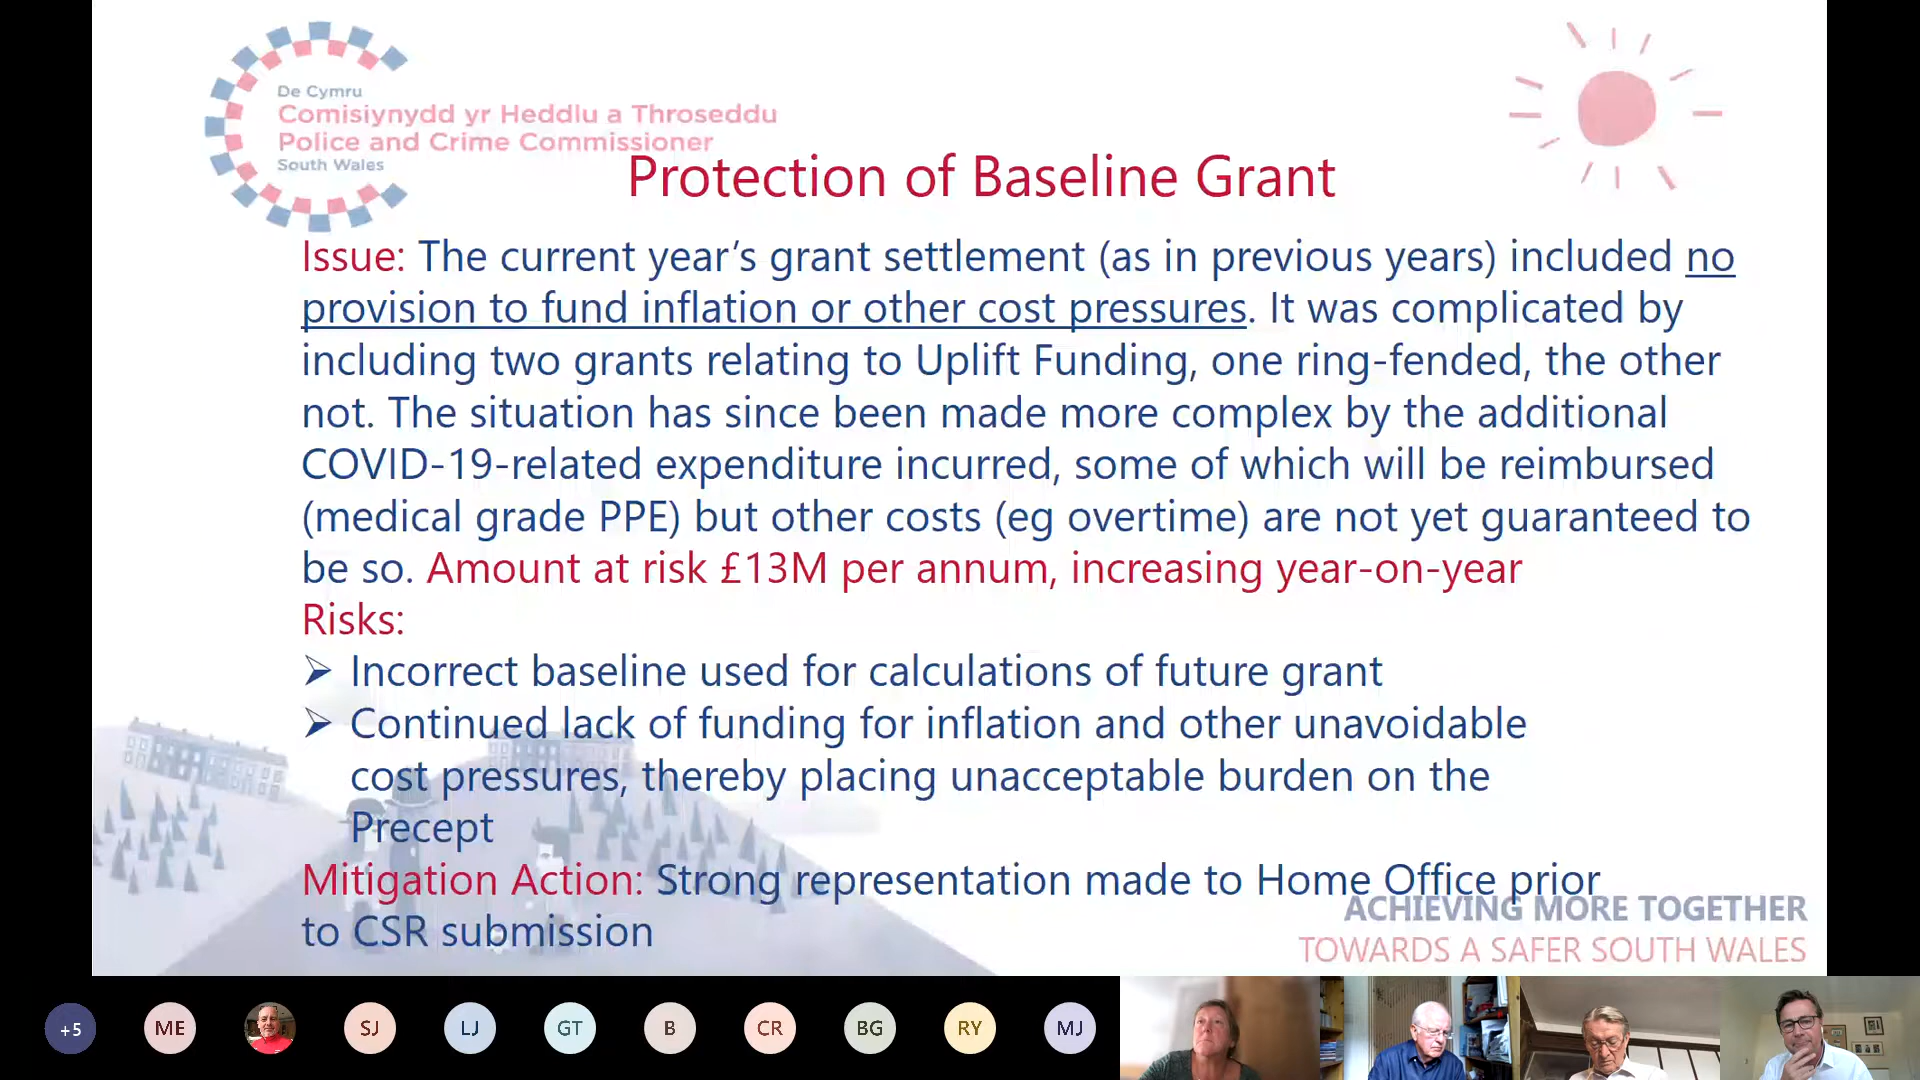 De Cymru
Comisiynydd yr Heddlu a Throseddu
Police and Crime Commissioner
South Wales
Protection of Baseline Grant
Issue: The current year’s grant settlement (as in previous years) included no
provision to fund inflation or other cost pressures. It was complicated by
including two grants relating to Uplift Funding, one ring-fended, the other
not. The situation has since been made more complex by the additional
COVID-19-related expenditure incurred, some of which will be reimbursed
(medical grade PPE) but other costs (eg overtime) are not yet guaranteed to
be so. Amount at risk £13M per annum, increasing year-on-year
Risks:
➢ Incorrect baseline used for calculations of future grant
➢ Continued lack of funding for inflation and other unavoidable
cost pressures, thereby placing unacceptable burden on the
Precept
Mitigation Action: Strong representation made to Home Office prior
to CSR submission
ACHIEVING MORE TOGETHER
TOWARDS A SAFER SOUTH WALES
+5 ME SJ LJ GT B CR BG RY MJ